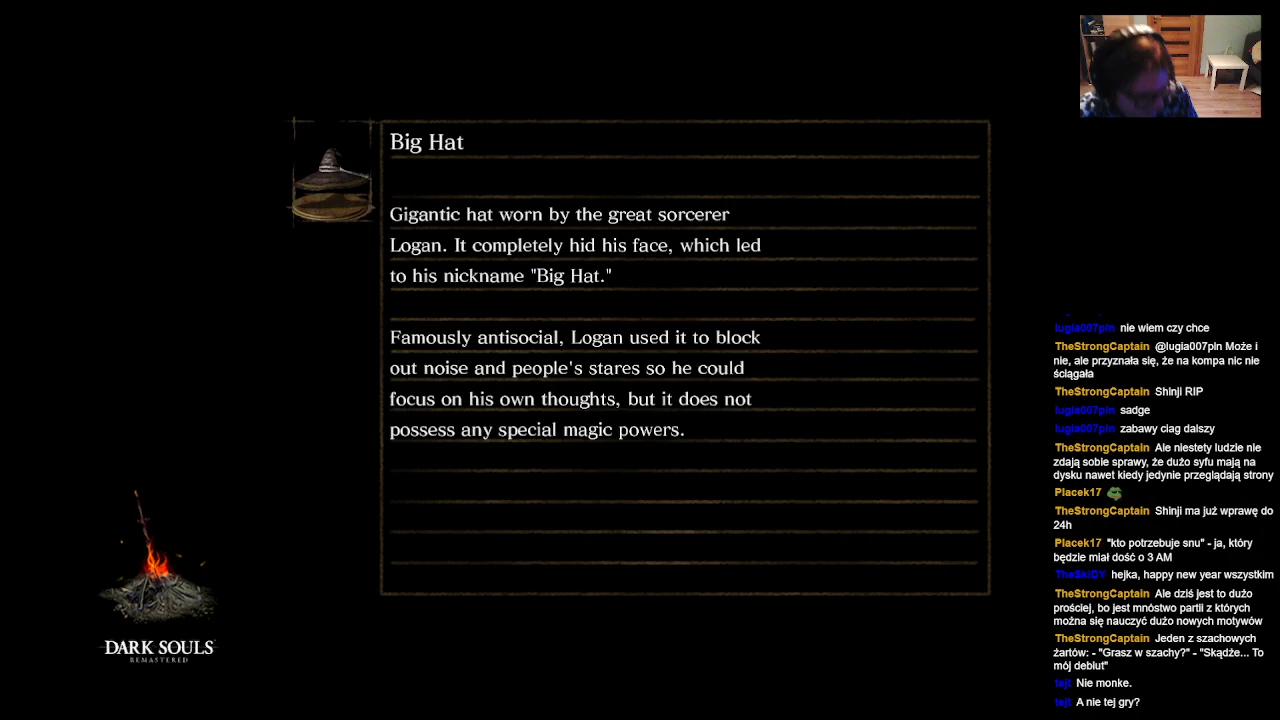 Big Hat
Gigantic hat worn by the great sorcerer
Logan. It completely hid his face, which led
to his nickname "Big Hat."
Famously antisocial, Logan used it to block
out noise and people's stares so he could
focus on his own thoughts, but it does not
possess any special magic powers.
DARK SOULS
REMASTERED
lugia007pln nie wiem czy chce
TheStrongCaptain @lugia007pln Może i
nie, ale przyznała się, że na kompa nic nie
ściągała
TheStrongCaptain Shinji RIP
lugia007pln sadge
lugia007pln zabawy ciag dalszy
TheStrongCaptain Ale niestety ludzie nie
zdają sobie sprawy, że dużo syfu mają na
dysku nawet kiedy jedynie przeglądają strony
Placek17
TheStrongCaptain Shinji ma już wprawę do
24h
Placek17 "kto potrzebuje snu" - ja, który
będzie miał dość o 3 AM
hejka, happy new year wszystkim
TheStrongCaptain Ale dziś jest to dużo
prościej, bo jest mnóstwo partii z których
można się nauczyć dużo nowych motywów
TheStrongCaptain Jeden z szachowych
żartów: - "Grasz w szachy?" - "Skądże... To
mój debiut"
tajt Nie monke.
tajt A nie tej gry?